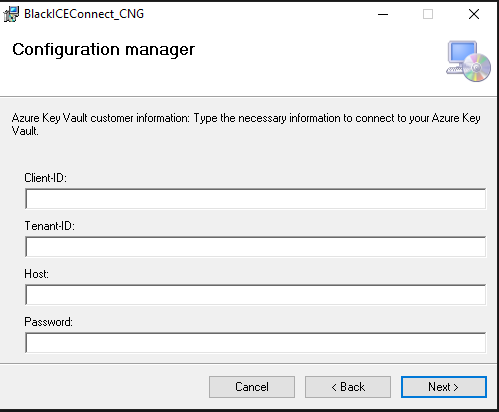 BlackICEConnect_CNG
Configuration manager
Azure Key Vault customer information: Type the necessary information to connect to your Azure Key
Vault.
Client-ID:
Tenant-ID:
Host:
Password:
Cancel
< Back
Next >